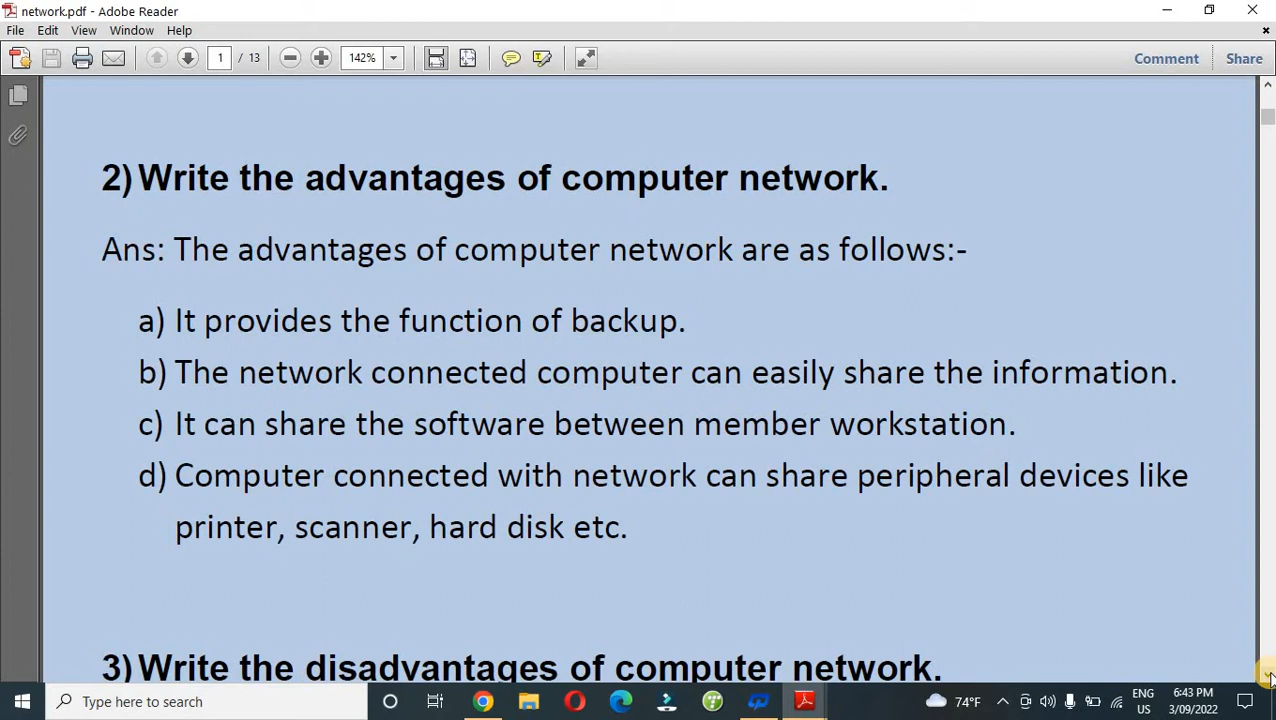 network.pdf - Adobe Reader
File Edit View Window Help
1 / 13 142% Comment Share
2) Write the advantages of computer network.
Ans: The advantages of computer network are as follows:-
a) It provides the function of backup.
b) The network connected computer can easily share the information.
c) It can share the software between member workstation.
d) Computer connected with network can share peripheral devices like
printer, scanner, hard disk etc.
3) Write the disadvantages of computer network.
Type here to search 74°F ENG 6:43 PM
US 3/09/2022